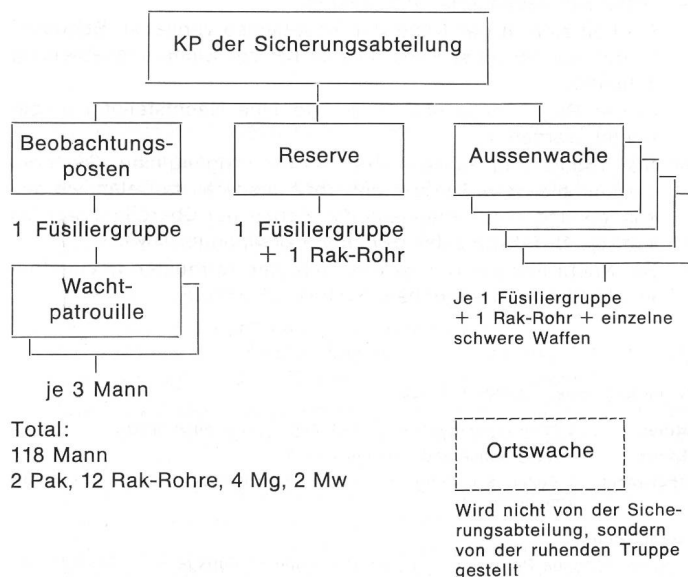 KP der Sicherungsabteilung
Beobachtungs-
posten
Reserve
Aussenwache
1 Füsiliergruppe
1 Füsiliergruppe
+ 1 Rak-Rohr
Wacht-
patrouille
Je 1 Füsiliergruppe
+ 1 Rak-Rohr + einzelne
schwere Waffen
je 3 Mann
Total:
118 Mann
2 Pak, 12 Rak-Rohre, 4 Mg, 2 Mw
Ortswache
Wird nicht von der Siche-
rungsabteilung, sondern
von der ruhenden Truppe
gestellt